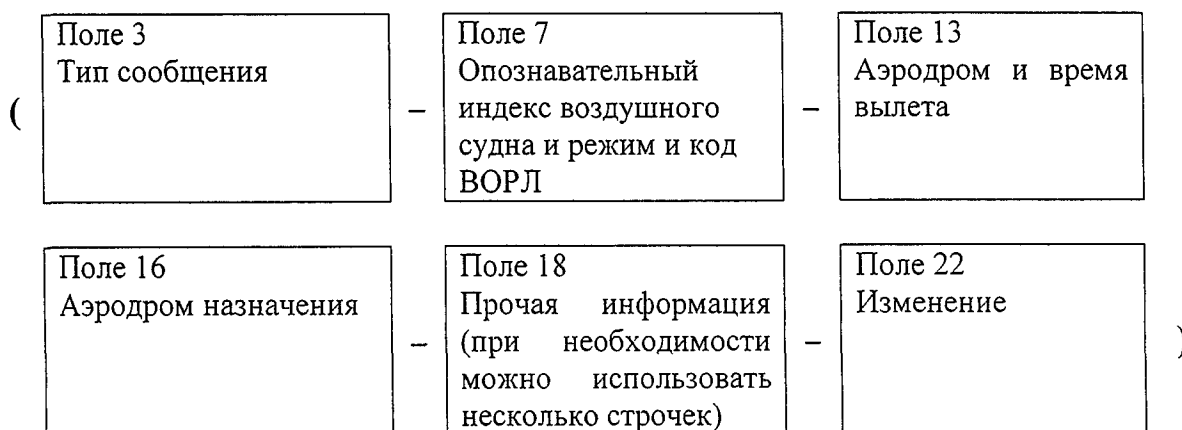 Поле 3
Тип сообщения
Поле 7
Опознавательный
индекс воздушного
судна и режим и код
ВОРЛ
Поле 13
Аэродром и время
вылета
( – –
Поле 16
Аэродром назначения
Поле 18
Прочая информация
(при необходимости
можно использовать
несколько строчек)
Поле 22
Изменение
– – )